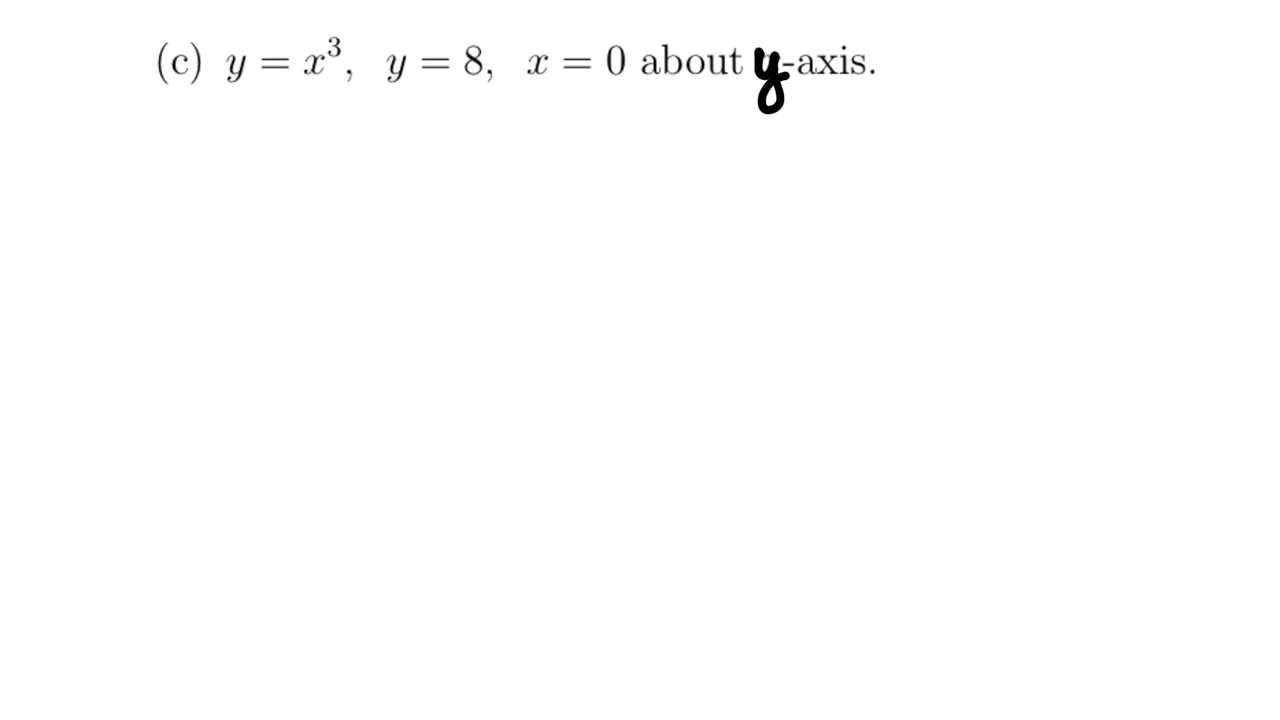 (c) y = x³, y = 8, x = 0 about y-axis.